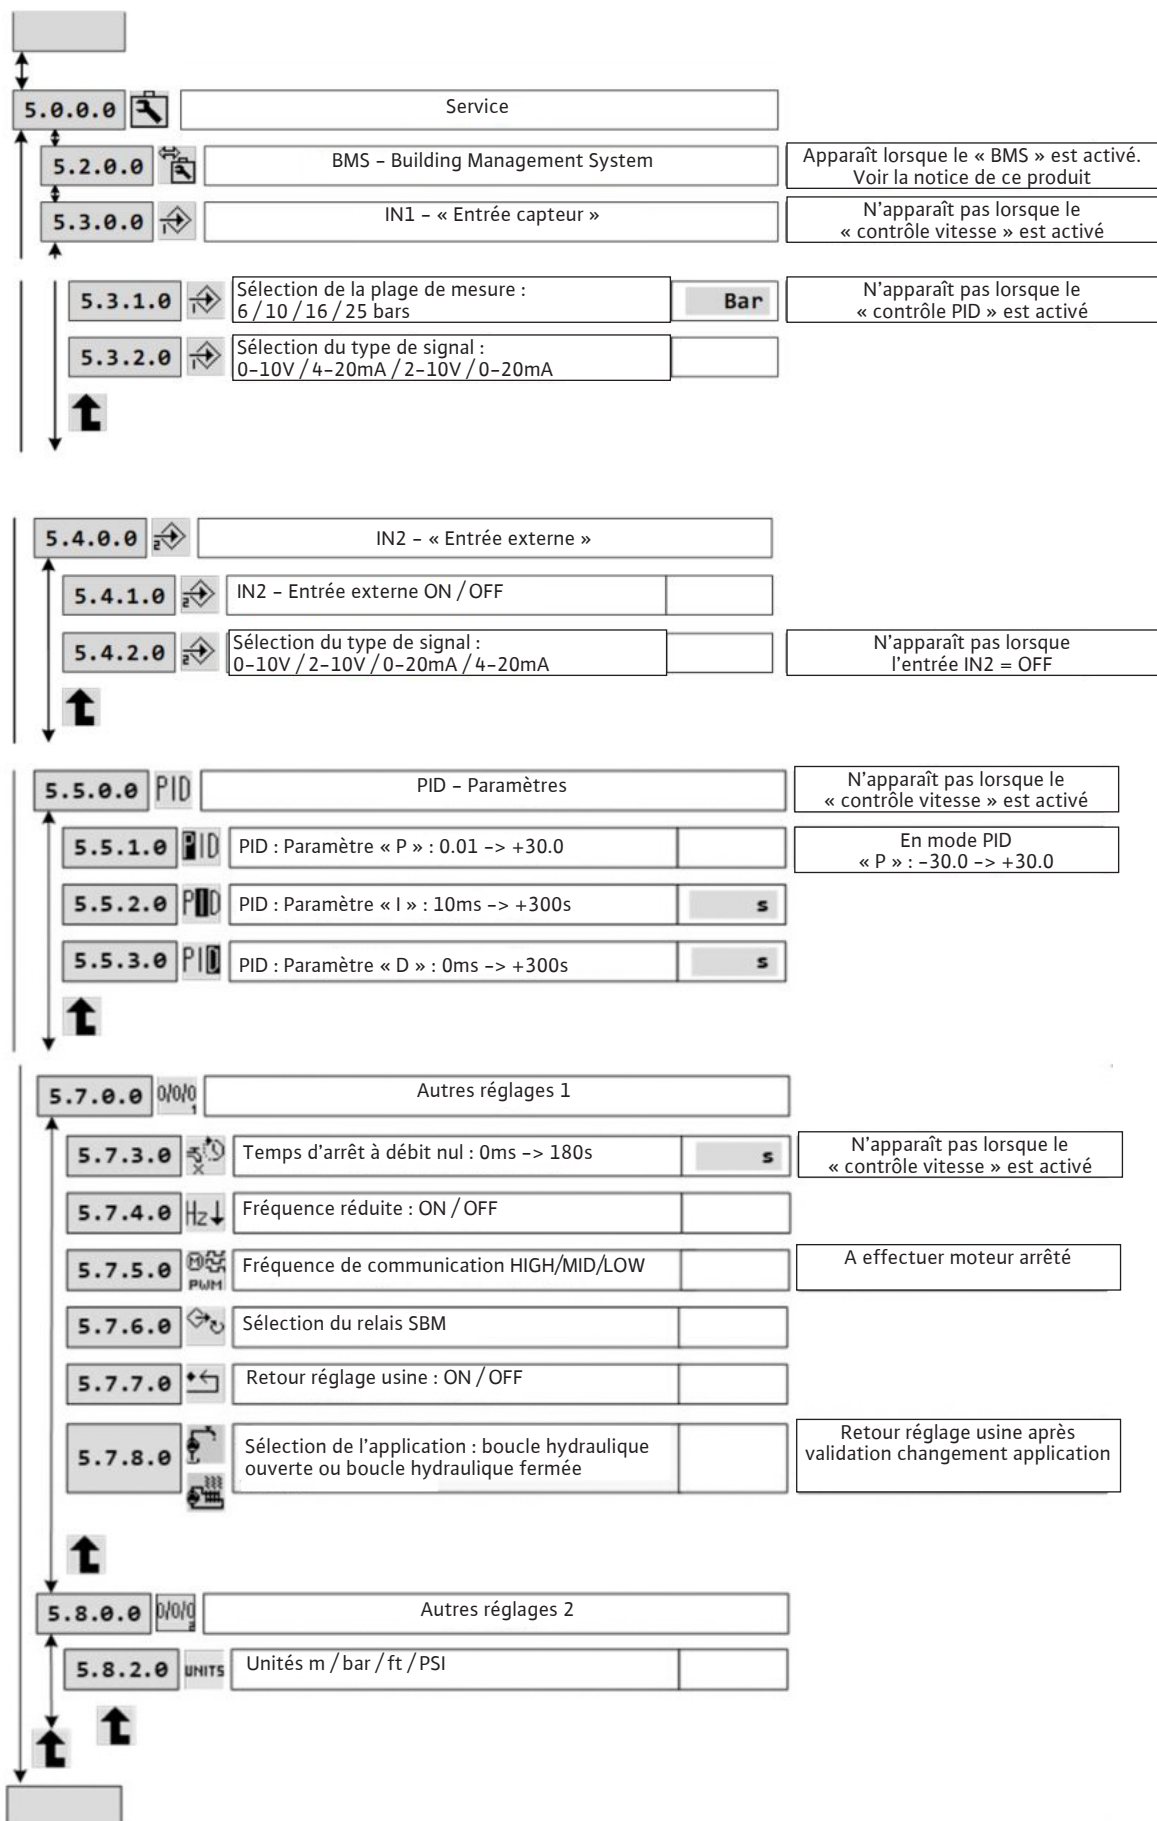 5.0.0.0 Service
5.2.0.0 BMS – Building Management System
Apparaît lorsque le « BMS » est activé.
Voir la notice de ce produit
5.3.0.0 IN1 – « Entrée capteur »
N'apparaît pas lorsque le
« contrôle vitesse » est activé
5.3.1.0
Sélection de la plage de mesure :
6 / 10 / 16 / 25 bars
Bar
N'apparaît pas lorsque le
« contrôle PID » est activé
5.3.2.0
Sélection du type de signal :
0–10V / 4–20mA / 2–10V / 0–20mA
5.4.0.0 2 IN2 – « Entrée externe »
5.4.1.0 2 IN2 – Entrée externe ON / OFF
5.4.2.0 2
Sélection du type de signal :
0–10V / 2–10V / 0–20mA / 4–20mA
N'apparaît pas lorsque
l'entrée IN2 = OFF
5.5.0.0 PID PID – Paramètres
N'apparaît pas lorsque le
« contrôle vitesse » est activé
5.5.1.0 PID PID : Paramètre « P » : 0.01 –> +30.0
En mode PID
« P » : –30.0 –> +30.0
5.5.2.0 PID PID : Paramètre « I » : 10ms –> +300s s
5.5.3.0 PID PID : Paramètre « D » : 0ms –> +300s s
5.7.0.0 0/0/0 1 Autres réglages 1
5.7.3.0 Temps d'arrêt à débit nul : 0ms –> 180s s
N'apparaît pas lorsque le
« contrôle vitesse » est activé
5.7.4.0 Hz Fréquence réduite : ON / OFF
5.7.5.0 M PWM Fréquence de communication HIGH/MID/LOW
A effectuer moteur arrêté
5.7.6.0 Sélection du relais SBM
5.7.7.0 Retour réglage usine : ON / OFF
5.7.8.0
Sélection de l'application : boucle hydraulique
ouverte ou boucle hydraulique fermée
Retour réglage usine après
validation changement application
5.8.0.0 0/0/0 Autres réglages 2
5.8.2.0 UNITS Unités m / bar / ft / PSI